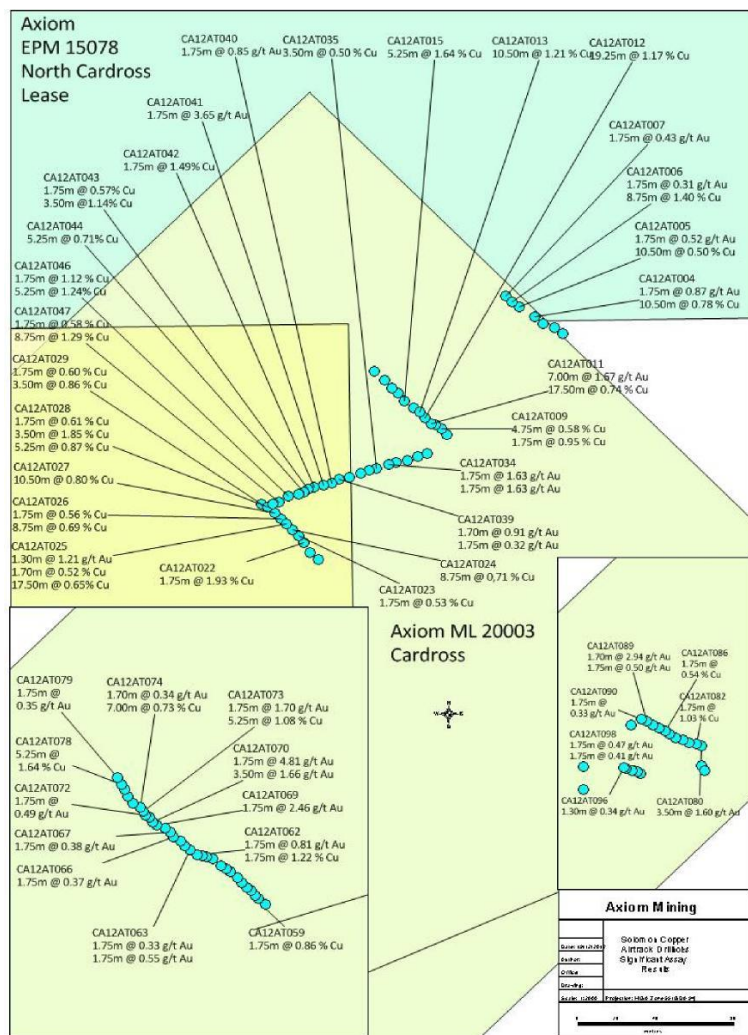 Axiom
EPM 15078
North Cardross
Lease
CA12AT040
1.75m @ 0.85 g/t Au
CA12AT035
3.50m @ 0.50 % Cu
CA12AT015
5.25m @ 1.64 % Cu
CA12AT013
10.50m @ 1.21 % Cu
CA12AT012
19.25m @ 1.17 % Cu
CA12AT041
1.75m @ 3.65 g/t Au
CA12AT007
1.75m @ 0.43 g/t Au
CA12AT042
1.75m @ 1.49% Cu
CA12AT006
1.75m @ 0.31 g/t Au
8.75m @ 1.40 % Cu
CA12AT043
1.75m @ 0.57% Cu
3.50m @1.14% Cu
CA12AT005
1.75m @ 0.52 g/t Au
10.50m @ 0.50 % Cu
CA12AT044
5.25m @ 0.71% Cu
CA12AT004
1.75m @ 0.87 g/t Au
10.50m @ 0.78 % Cu
CA12AT046
1.75m @ 1.12 % Cu
5.25m @ 1.24% Cu
CA12AT047
1.75m @ 0.58 % Cu
8.75m @ 1.29 % Cu
CA12AT029
1.75m @ 0.60 % Cu
3.50m @ 0.86 % Cu
CA12AT011
7.00m @ 1.67 g/t Au
17.50m @ 0.74 % Cu
CA12AT028
1.75m @ 0.61 % Cu
3.50m @ 1.85 % Cu
5.25m @ 0.87 % Cu
CA12AT009
4.75m @ 0.58 % Cu
1.75m @ 0.95 % Cu
CA12AT027
10.50m @ 0.80 % Cu
CA12AT034
1.75m @ 1.63 g/t Au
1.75m @ 1.63 g/t Au
CA12AT026
1.75m @ 0.56 % Cu
8.75m @ 0.69 % Cu
CA12AT039
1.70m @ 0.91 g/t Au
1.75m @ 0.32 g/t Au
CA12AT025
1.30m @ 1.21 g/t Au
1.70m @ 0.52 % Cu
17.50m @ 0.65% Cu
CA12AT022
1.75m @ 1.93 % Cu
CA12AT024
8.75m @ 0,71 % Cu
CA12AT023
1.75m @ 0.53 % Cu
Axiom ML 20003
Cardross
CA12AT079
1.75m @
0.35 g/t Au
CA12AT074
1.70m @ 0.34 g/t Au
7.00m @ 0.73 % Cu
CA12AT073
1.75m @ 1.70 g/t Au
5.25m @ 1.08 % Cu
CA12AT078
5.25m @
1.64 % Cu
CA12AT070
1.75m @ 4.81 g/t Au
3.50m @ 1.66 g/t Au
CA12AT072
1.75m @
0.49 g/t Au
CA12AT069
1.75m @ 2.46 g/t Au
CA12AT067
1.75m @ 0.38 g/t Au
CA12AT062
1.75m @ 0.81 g/t Au
1.75m @ 1.22 % Cu
CA12AT066
1.75m @ 0.37 g/t Au
CA12AT063
1.75m @ 0.33 g/t Au
1.75m @ 0.55 g/t Au
CA12AT059
1.75m @ 0.86 % Cu
CA12AT089
1.70m @ 2.94 g/t Au
1.75m @ 0.50 g/t Au
CA12AT086
1.75m @
0.54 % Cu
CA12AT090
1.75m @
0.33 g/t Au
CA12AT082
1.75m @
1.03 % Cu
CA12AT098
1.75m @ 0.47 g/t Au
1.75m @ 0.41 g/t Au
CA12AT096
1.30m @ 0.34 g/t Au
CA12AT080
3.50m @ 1.60 g/t Au
Axiom Mining
Solomon Copper
Airtrack Drillholes
Significant Assay
Results